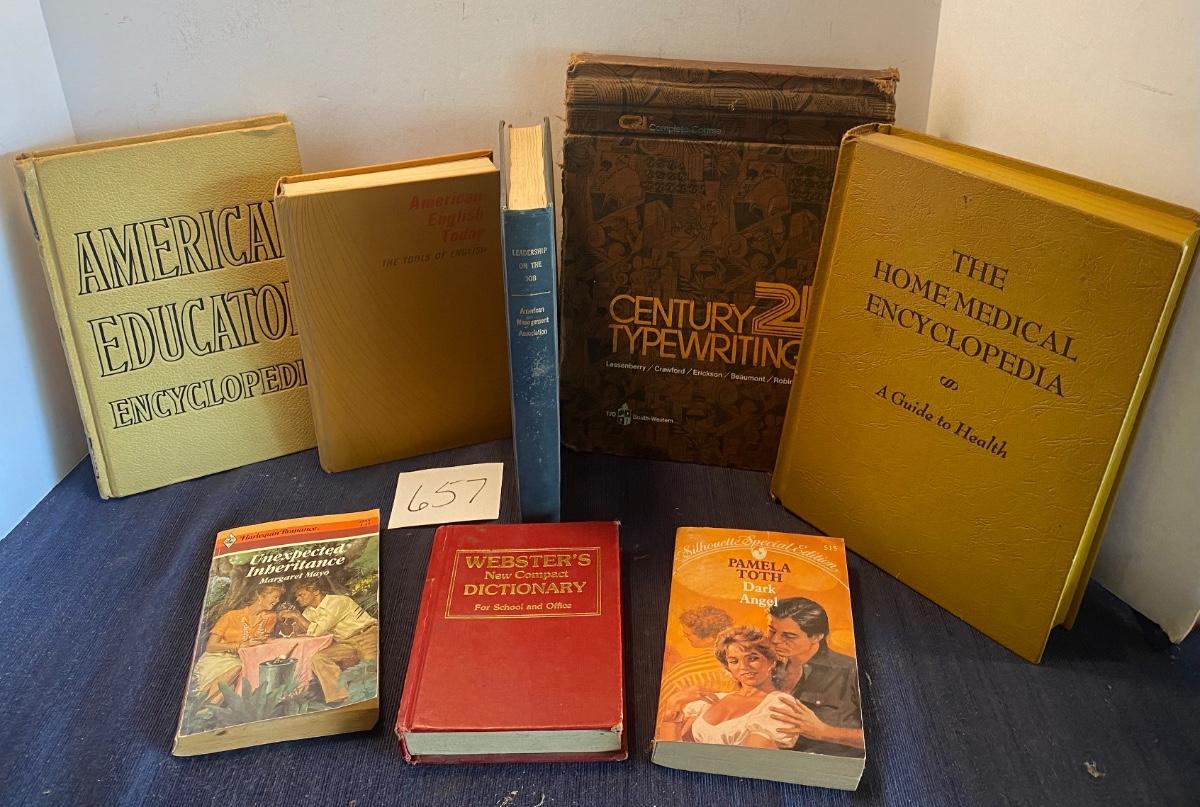 AMERICAN
EDUCATOR
ENCYCLOPEDI
American
English
Today
THE TOOLS OF ENGLISH
LEADERSHIP
ON THE
JOB
American
Management
Association
Complete Course
CENTURY 21
TYPEWRITING
Lessenberry / Crawford / Erickson / Beaumont / Robin
T70 South-Western
THE
HOME MEDICAL
ENCYCLOPEDIA
A Guide to Health
657
Harlequin Romance
Unexpected
Inheritance
Margaret Mayo
WEBSTER'S
New Compact
DICTIONARY
For School and Office
Silhouette Special Edition
515
PAMELA
TOTH
Dark
Angel